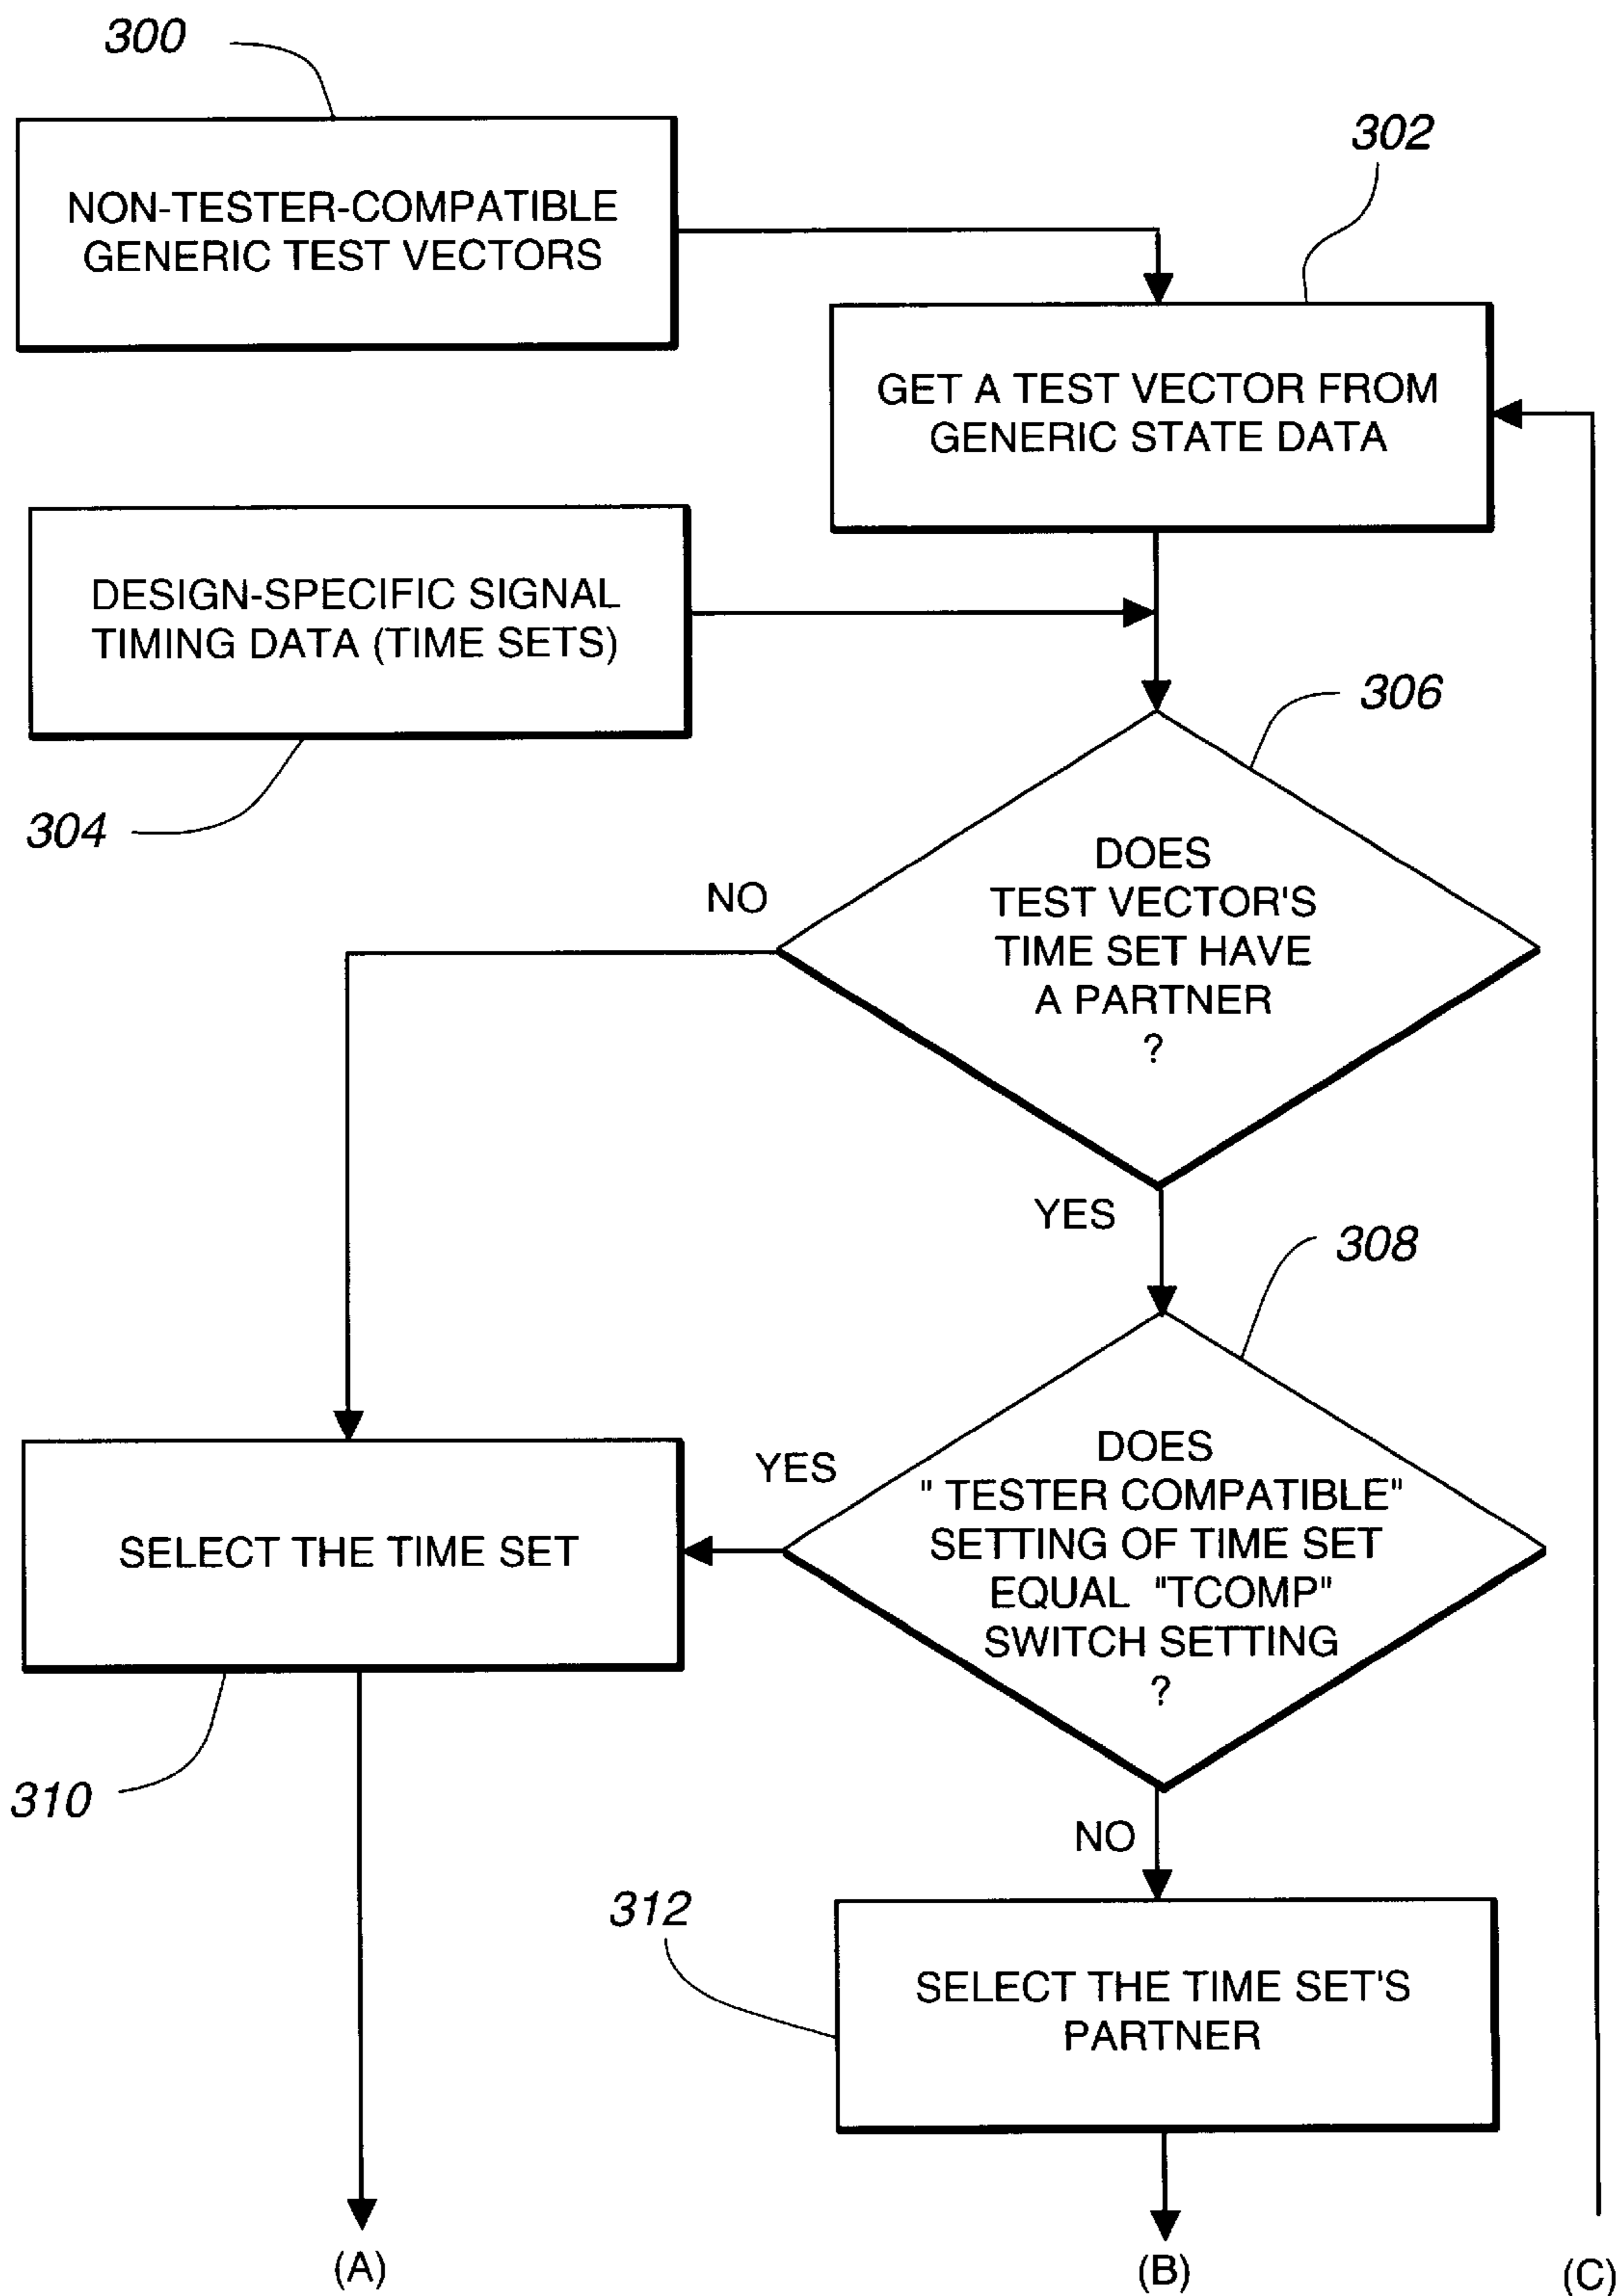 300
NON-TESTER-COMPATIBLE
GENERIC TEST VECTORS
302
GET A TEST VECTOR FROM
GENERIC STATE DATA
DESIGN-SPECIFIC SIGNAL
TIMING DATA (TIME SETS)
304
306
DOES
TEST VECTOR'S
TIME SET HAVE
A PARTNER
?
NO
YES
308
DOES
" TESTER COMPATIBLE"
SETTING OF TIME SET
EQUAL "TCOMP"
SWITCH SETTING
?
YES
SELECT THE TIME SET
310
NO
312
SELECT THE TIME SET'S
PARTNER
(A)
(B)
(C)